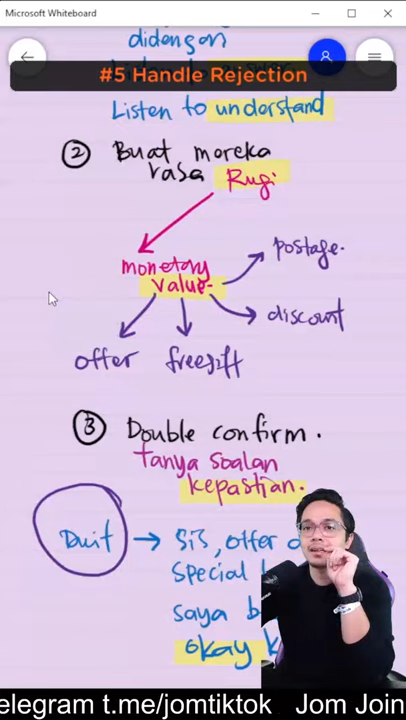 Microsoft Whiteboard
didengan
#5 Handle Rejection
Listen to understand
② Buat mereka
rasa Rugi
monetary
value
postage.
discount
offer freegift
③ Double confirm.
tanya soalan
kepastian.
Duit → Sis, offer
special
saya
okay
elegram t.me/jomtiktok Jom Join